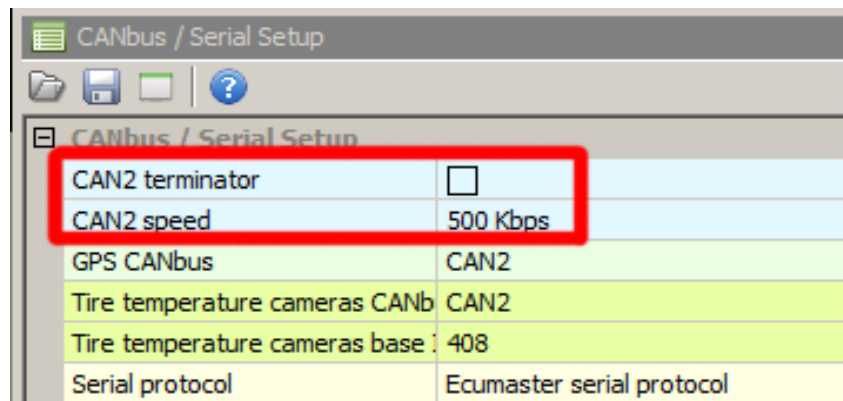 CANbus / Serial Setup
?
CANbus / Serial Setup
CAN2 terminator
CAN2 speed 500 Kbps
GPS CANbus CAN2
Tire temperature cameras CANb CAN2
Tire temperature cameras base 408
Serial protocol Ecumaster serial protocol